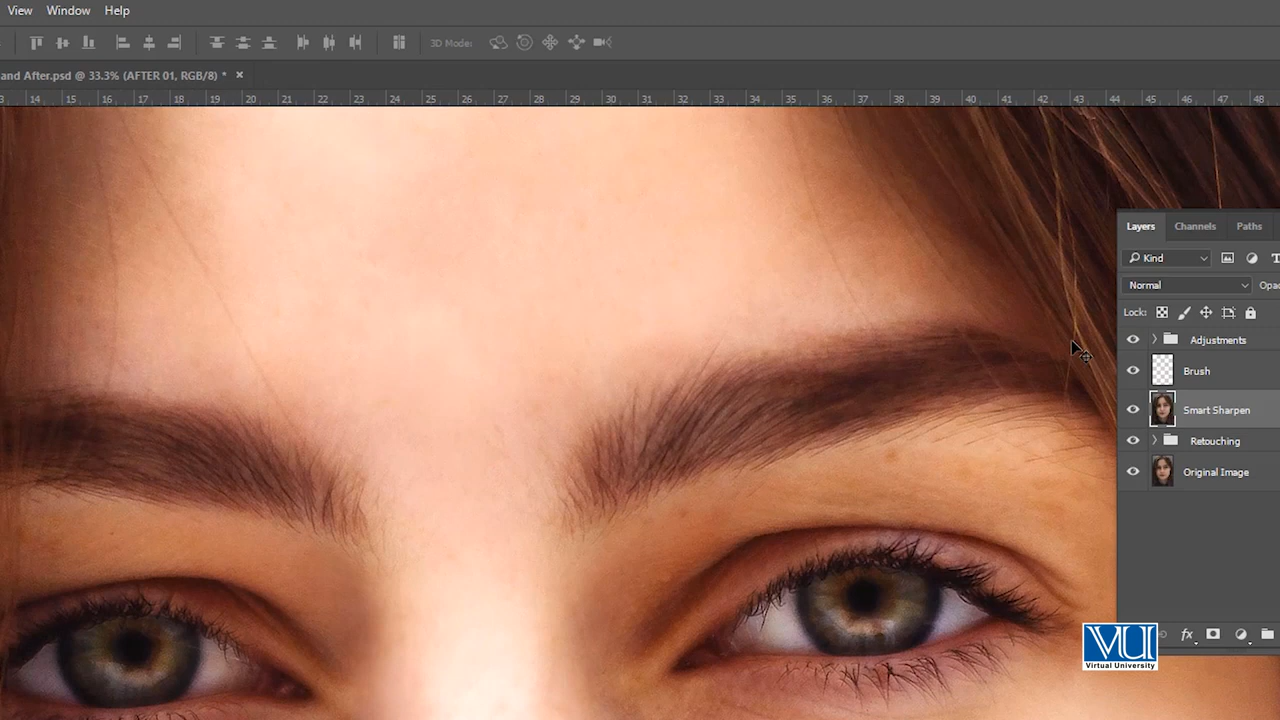 View Window Help
3D Mode:
and After.psd @ 33.3% (AFTER 01, RGB/8) * ×
14 15 16 17 18 19 20 21 22 23 24 25 26 27 28 29 30 31 32 33 34 35 36 37 38 39 40 41 42 43 44 45 46 47 48
Layers Channels Paths
Kind
Normal Opac
Lock:
Adjustments
Brush
Smart Sharpen
Retouching
Original Image
fx
VU
Virtual University